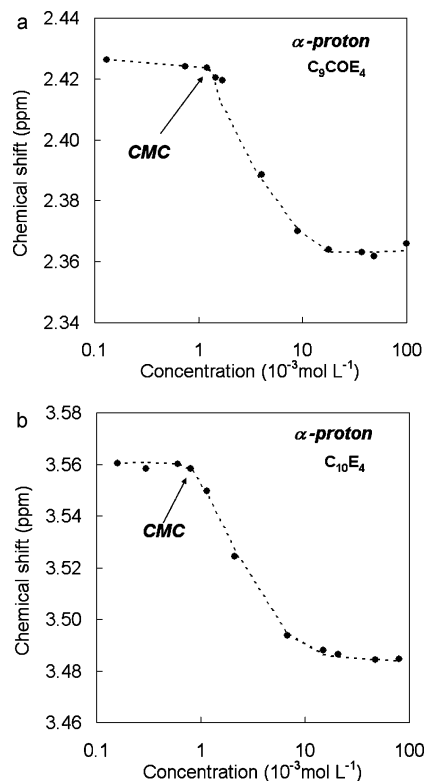 a
α-proton
C₉COE₄
CMC
Chemical shift (ppm)
2.44
2.42
2.40
2.38
2.36
2.34
0.1
1
10
100
Concentration (10⁻³mol L⁻¹)
b
α-proton
C₁₀E₄
CMC
Chemical shift (ppm)
3.58
3.56
3.54
3.52
3.50
3.48
3.46
0.1
1
10
100
Concentration (10⁻³mol L⁻¹)